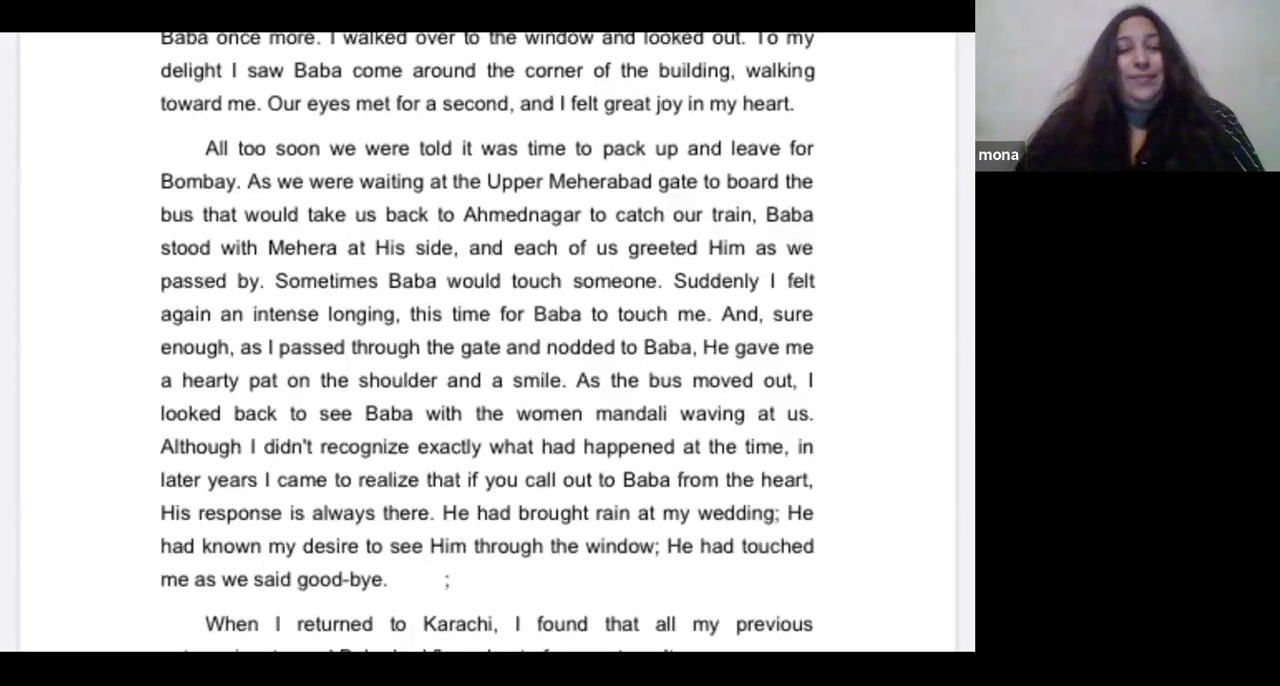 Baba once more. I walked over to the window and looked out. To my
delight I saw Baba come around the corner of the building, walking
toward me. Our eyes met for a second, and I felt great joy in my heart.
All too soon we were told it was time to pack up and leave for
Bombay. As we were waiting at the Upper Meherabad gate to board the
bus that would take us back to Ahmednagar to catch our train, Baba
stood with Mehera at His side, and each of us greeted Him as we
passed by. Sometimes Baba would touch someone. Suddenly I felt
again an intense longing, this time for Baba to touch me. And, sure
enough, as I passed through the gate and nodded to Baba, He gave me
a hearty pat on the shoulder and a smile. As the bus moved out, I
looked back to see Baba with the women mandali waving at us.
Although I didn't recognize exactly what had happened at the time, in
later years I came to realize that if you call out to Baba from the heart,
His response is always there. He had brought rain at my wedding; He
had known my desire to see Him through the window; He had touched
me as we said good-bye. ;
When I returned to Karachi, I found that all my previous
mona